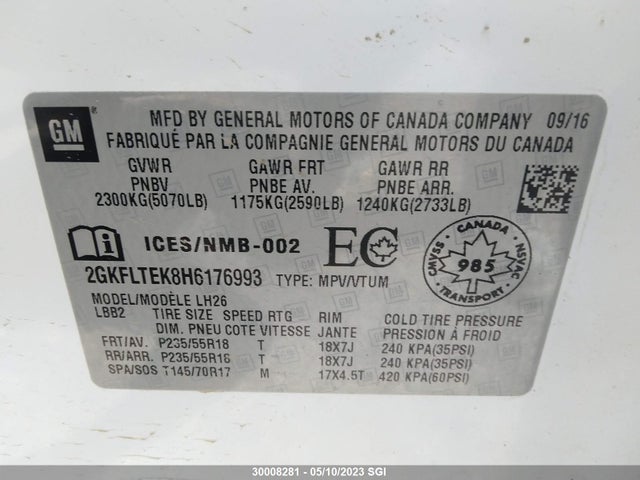 GM
MFD BY GENERAL MOTORS OF CANADA COMPANY 09/16
FABRIQUÉ PAR LA COMPAGNIE GENERAL MOTORS DU CANADA
GVWR GAWR FRT GAWR RR
PNBV PNBE AV. PNBE ARR.
2300KG(5070LB) 1175KG(2590LB) 1240KG(2733LB)
ICES/NMB-002 EC
CANADA
CMVSS 985 NSVAC
TRANSPORT
2GKFLTEK8H6176993 TYPE: MPV/VTUM
MODEL/MODÈLE LH26
LBB2 TIRE SIZE SPEED RTG RIM COLD TIRE PRESSURE
DIM. PNEU COTE VITESSE JANTE PRESSION À FROID
FRT/AV. P235/55R18 T 18X7J 240 KPA(35PSI)
RR/ARR. P235/55R18 T 18X7J 240 KPA(35PSI)
SPA/SOS T145/70R17 M 17X4.5T 420 KPA(60PSI)
30008281 - 05/10/2023 SGI